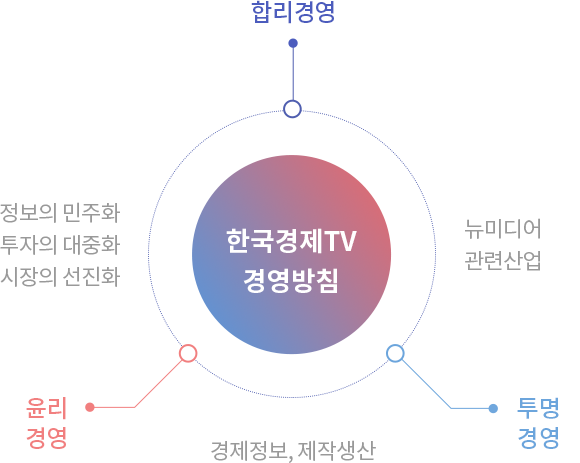 합리경영
정보의 민주화
투자의 대중화
시장의 선진화
한국경제TV
경영방침
뉴미디어
관련산업
윤리
경영
투명
경영
경제정보, 제작생산